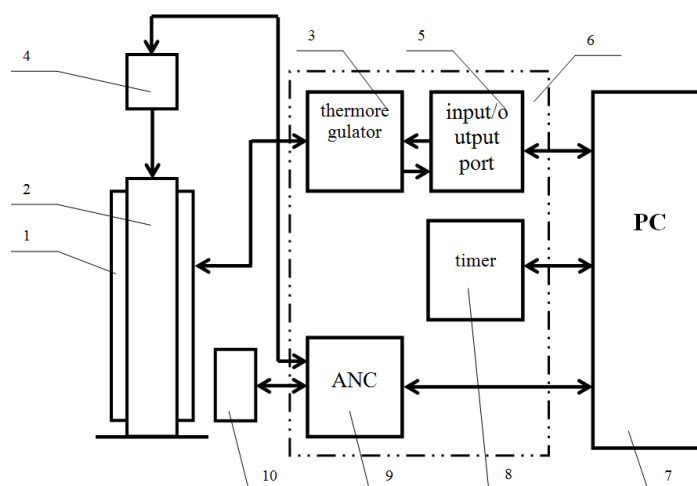 3
5
6
4
thermore
gulator
input/o
utput
port
2
1
PC
timer
ANC
10
9
8
7